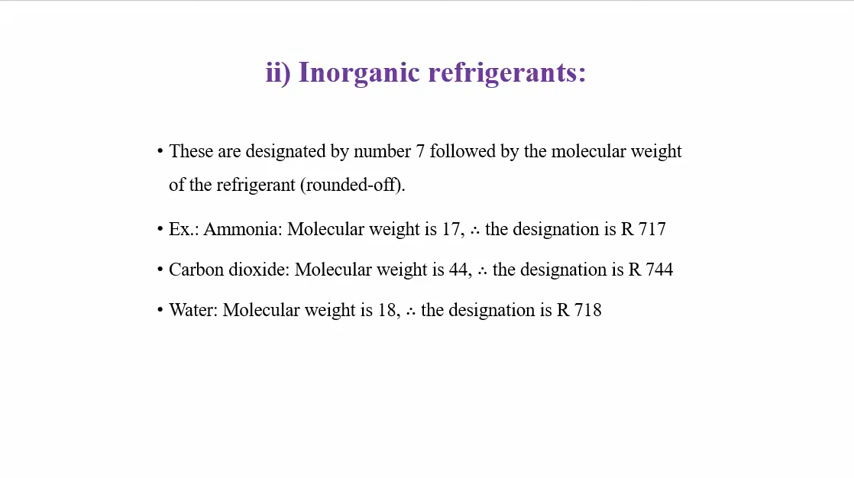 ii) Inorganic refrigerants:
• These are designated by number 7 followed by the molecular weight
of the refrigerant (rounded-off).
• Ex.: Ammonia: Molecular weight is 17, ∴ the designation is R 717
• Carbon dioxide: Molecular weight is 44, ∴ the designation is R 744
• Water: Molecular weight is 18, ∴ the designation is R 718